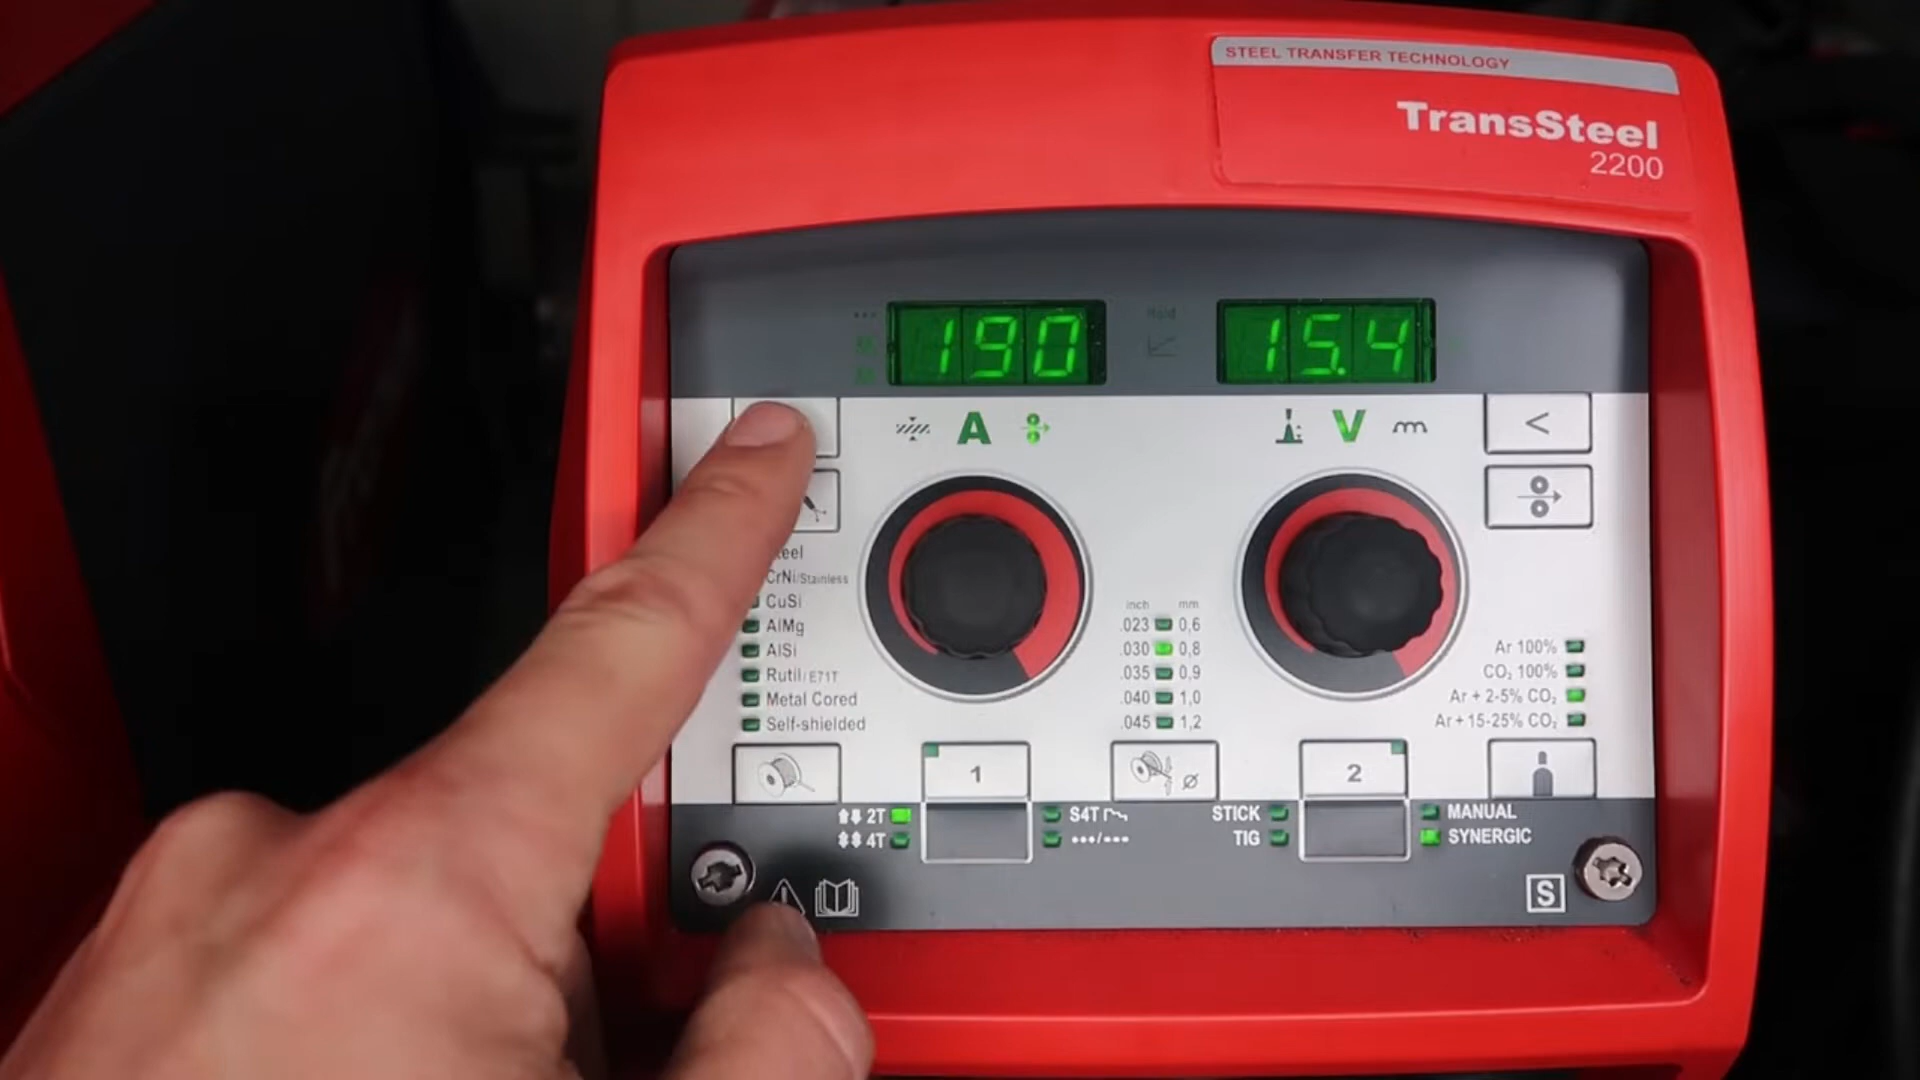 STEEL TRANSFER TECHNOLOGY
TransSteel
2200
Hold
190
15.4
A
V
<
teel
CrNi/Stainless
CuSi
AlMg
AlSi
Rutil/E71T
Metal Cored
Self-shielded
inch mm
.023 0,6
.030 0,8
.035 0,9
.040 1,0
.045 1,2
Ar 100%
CO₂ 100%
Ar + 2-5% CO₂
Ar + 15-25% CO₂
1
Ø
2
2T
4T
S4T
STICK
TIG
MANUAL
SYNERGIC
S